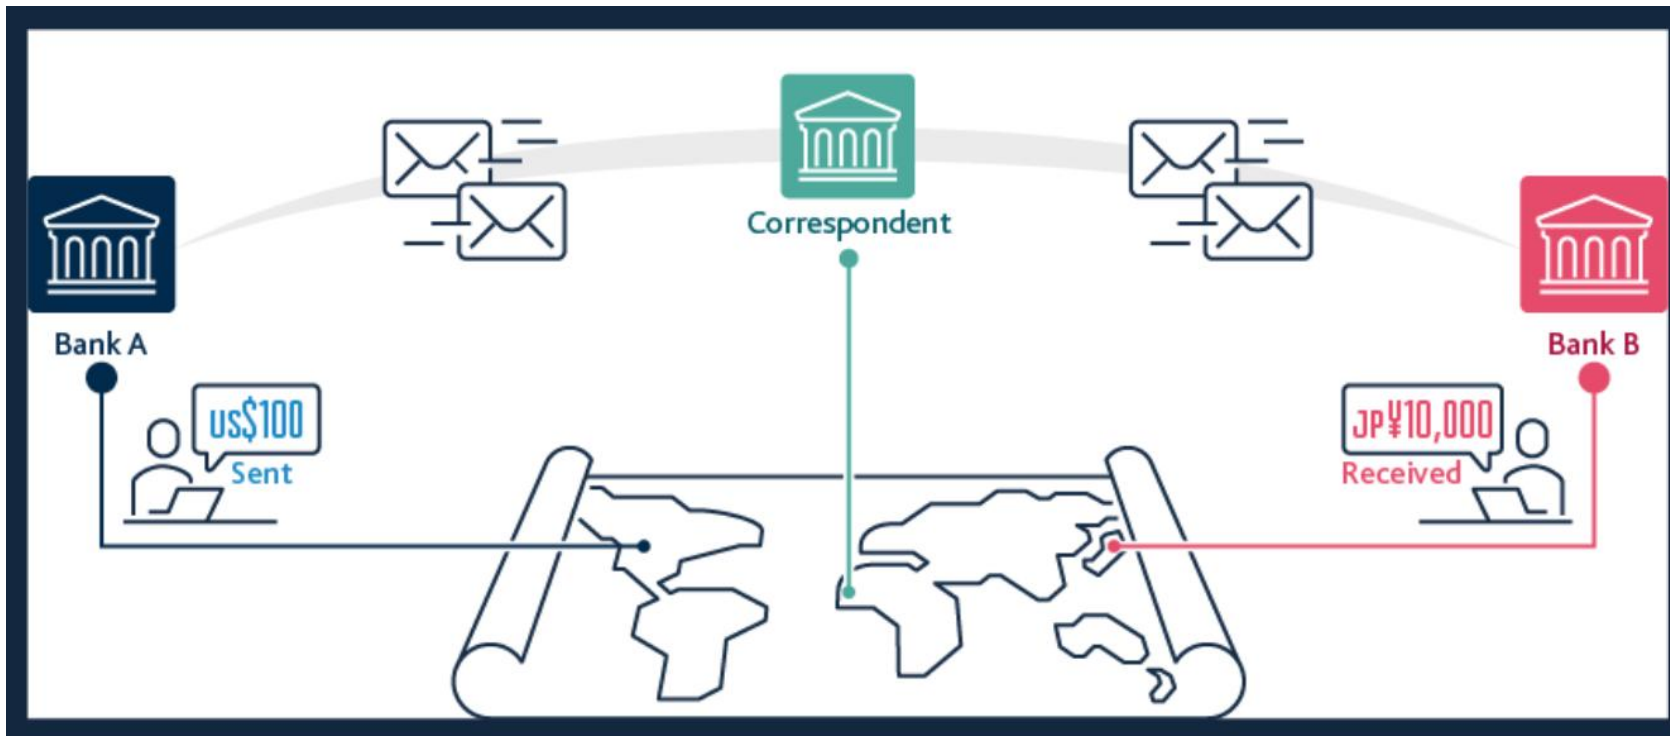 Correspondent
Bank A
Bank B
US$100
Sent
JP¥10,000
Received